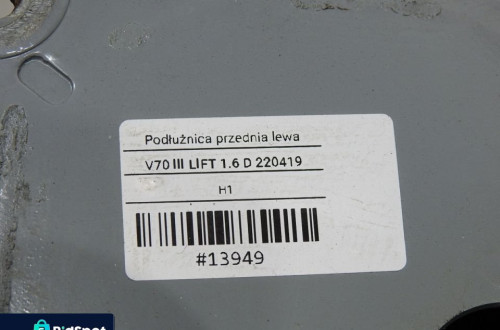 Podłużnica przednia lewa
V70 III LIFT 1.6 D 220419
H1
#13949